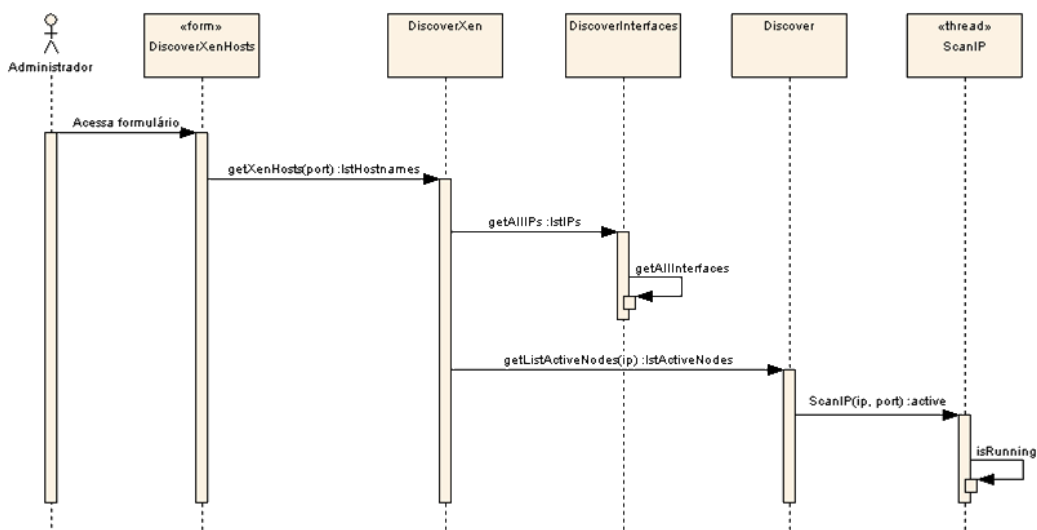 «form»
DiscoverXenHosts
DiscoverXen
DiscoverInterfaces
Discover
«thread»
ScanIP
Administrador
Acessa formulário
getXenHosts(port) :lstHostnames
getAllIPs :lstIPs
getAllInterfaces
getListActiveNodes(ip) :lstActiveNodes
ScanIP(ip, port) :active
isRunning